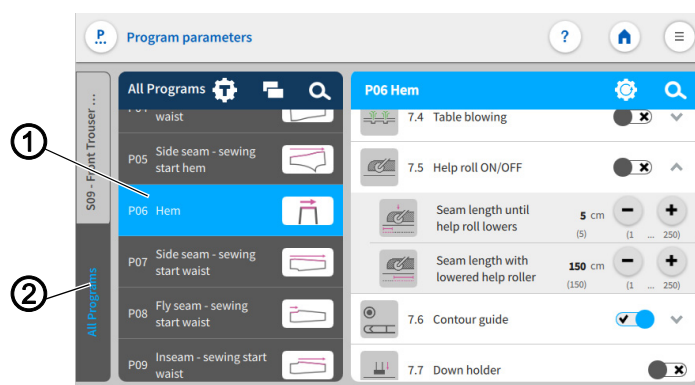 P...
Program parameters
?
All Programs
T
P06 Hem
S09 - Front Trouser ...
All Programs
waist
P05 Side seam - sewing
start hem
P06 Hem
P07 Side seam - sewing
start waist
P08 Fly seam - sewing
start waist
P09 Inseam - sewing start
waist
7.4 Table blowing
7.5 Help roll ON/OFF
Seam length until
help roll lowers
5 cm
(5)
(1 ... 250)
Seam length with
lowered help roller
150 cm
(150)
(1 ... 250)
7.6 Contour guide
7.7 Down holder
1
2